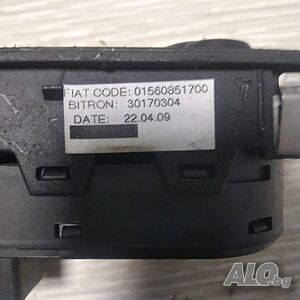 FIAT CODE: 01560851700
BITRON: 30170304
DATE: 22.04.09
ALO.bg